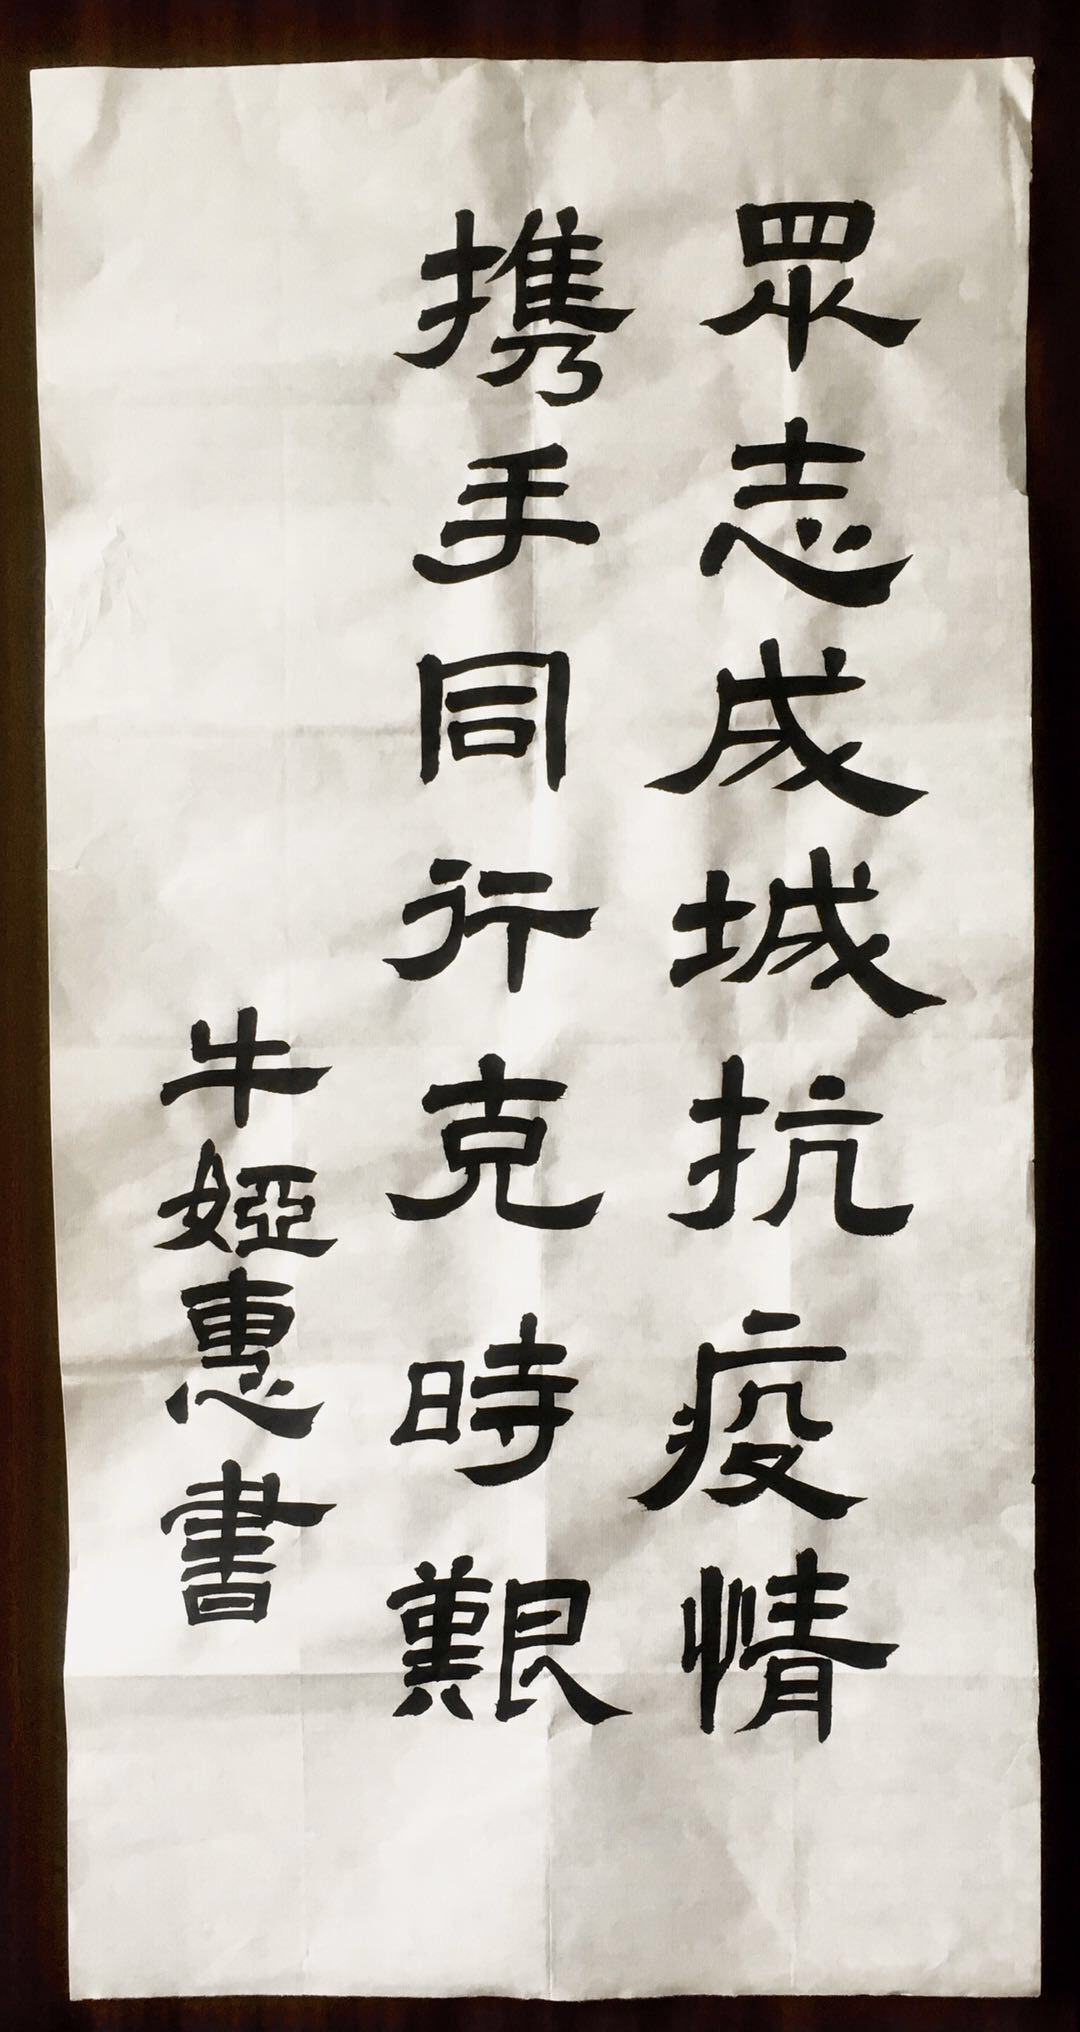 眾志成城抗疫情
携手同行克時艱
牛婭惠書